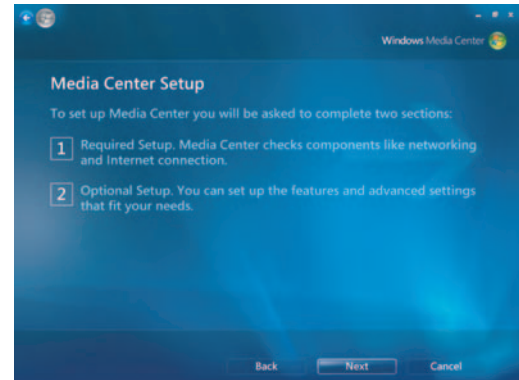 Windows Media Center
Media Center Setup
To set up Media Center you will be asked to complete two sections:
1 Required Setup. Media Center checks components like networking
and Internet connection.
2 Optional Setup. You can set up the features and advanced settings
that fit your needs.
Back Next Cancel